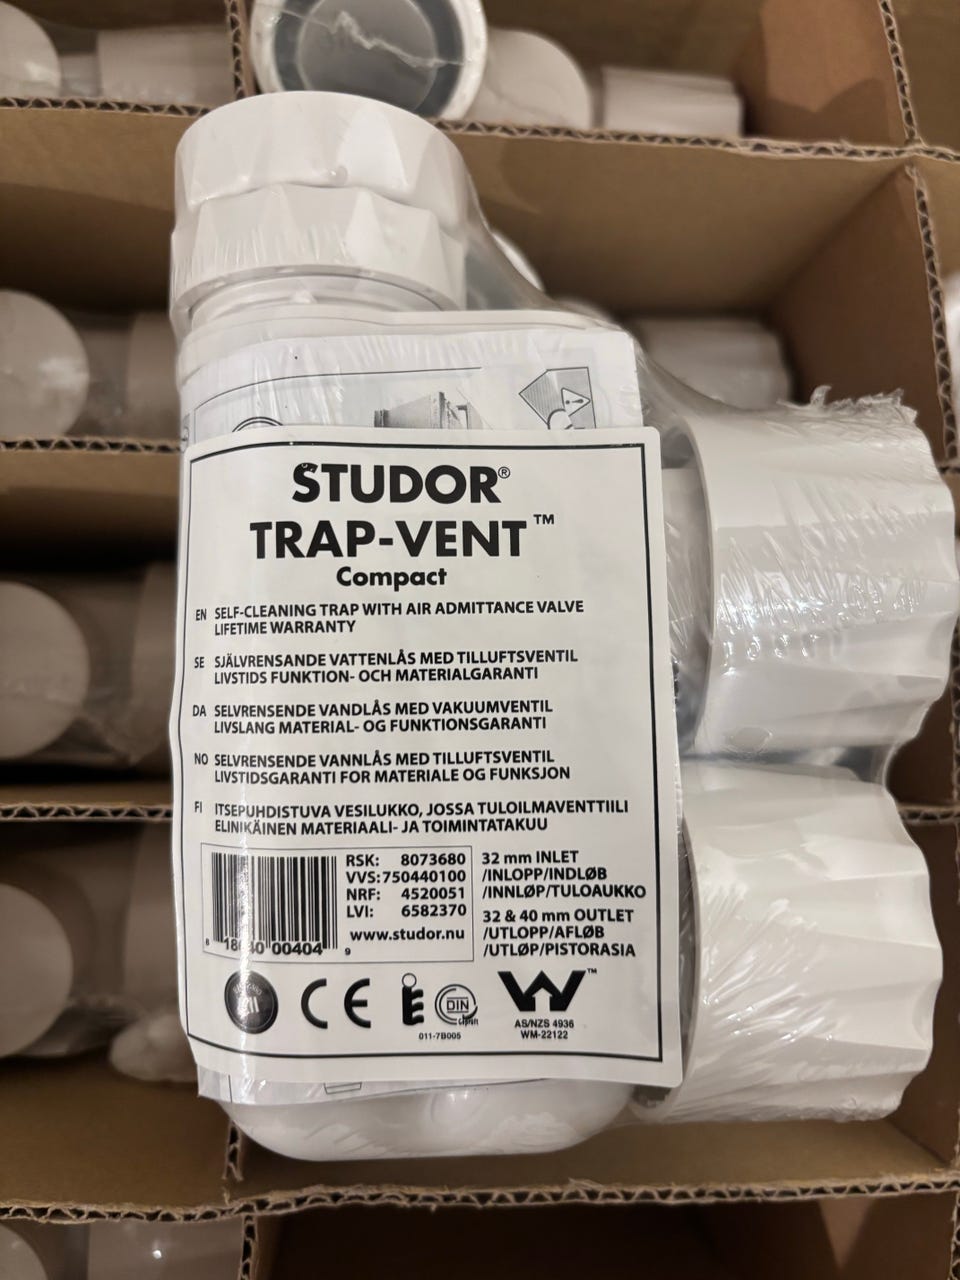 STUDOR®
TRAP-VENT™
Compact
EN SELF-CLEANING TRAP WITH AIR ADMITTANCE VALVE
LIFETIME WARRANTY
SE SJÄLVRENSANDE VATTENLÅS MED TILLUFTSVENTIL
LIVSTIDS FUNKTION- OCH MATERIALGARANTI
DA SELVRENSENDE VANDLÅS MED VAKUUMVENTIL
LIVSLANG MATERIAL- OG FUNKTIONSGARANTI
NO SELVRENSENDE VANNLÅS MED TILLUFTSVENTIL
LIVSTIDSGARANTI FOR MATERIALE OG FUNKSJON
FI ITSEPUHDISTUVA VESILUKKO, JOSSA TULOILMAVENTTIILI
ELINIKÄINEN MATERIAALI- JA TOIMINTATAKUU
RSK: 8073680
VVS: 750440100
NRF: 4520051
LVI: 6582370
www.studor.nu
32 mm INLET
/INLOPP/INDLØB
/INNLØP/TULOAUKKO
32 & 40 mm OUTLET
/UTLOPP/AFLØB
/UTLØP/PISTORASIA
00404 9
CE
DIN
011-7B005
™
AS/NZS 4936
WM-22122